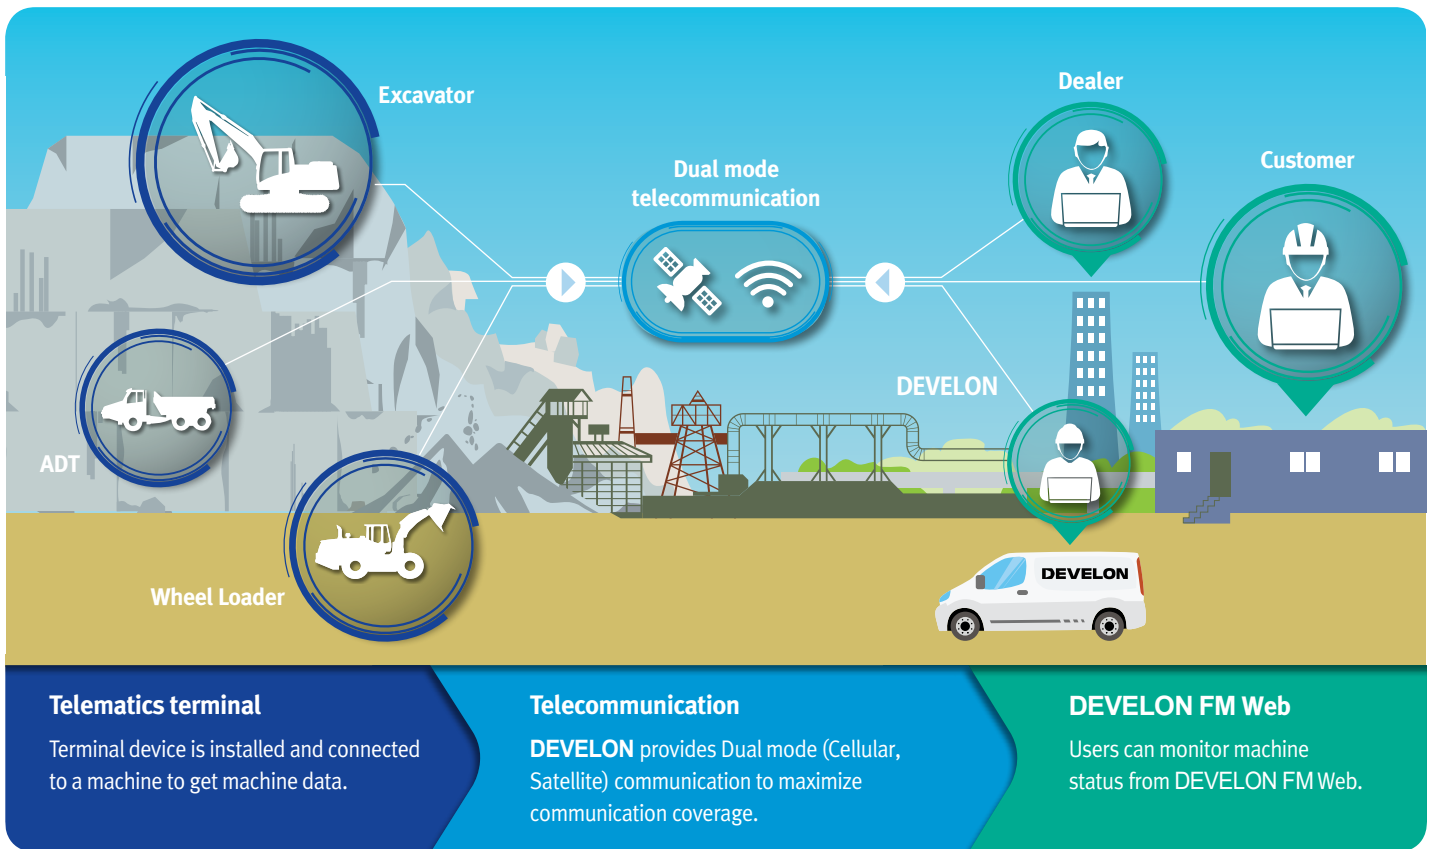 Excavator
Dual mode
telecommunication
Dealer
Customer
DEVELON
ADT
Wheel Loader
DEVELON
Telematics terminal
Terminal device is installed and connected
to a machine to get machine data.
Telecommunication
DEVELON provides Dual mode (Cellular,
Satellite) communication to maximize
communication coverage.
DEVELON FM Web
Users can monitor machine
status from DEVELON FM Web.